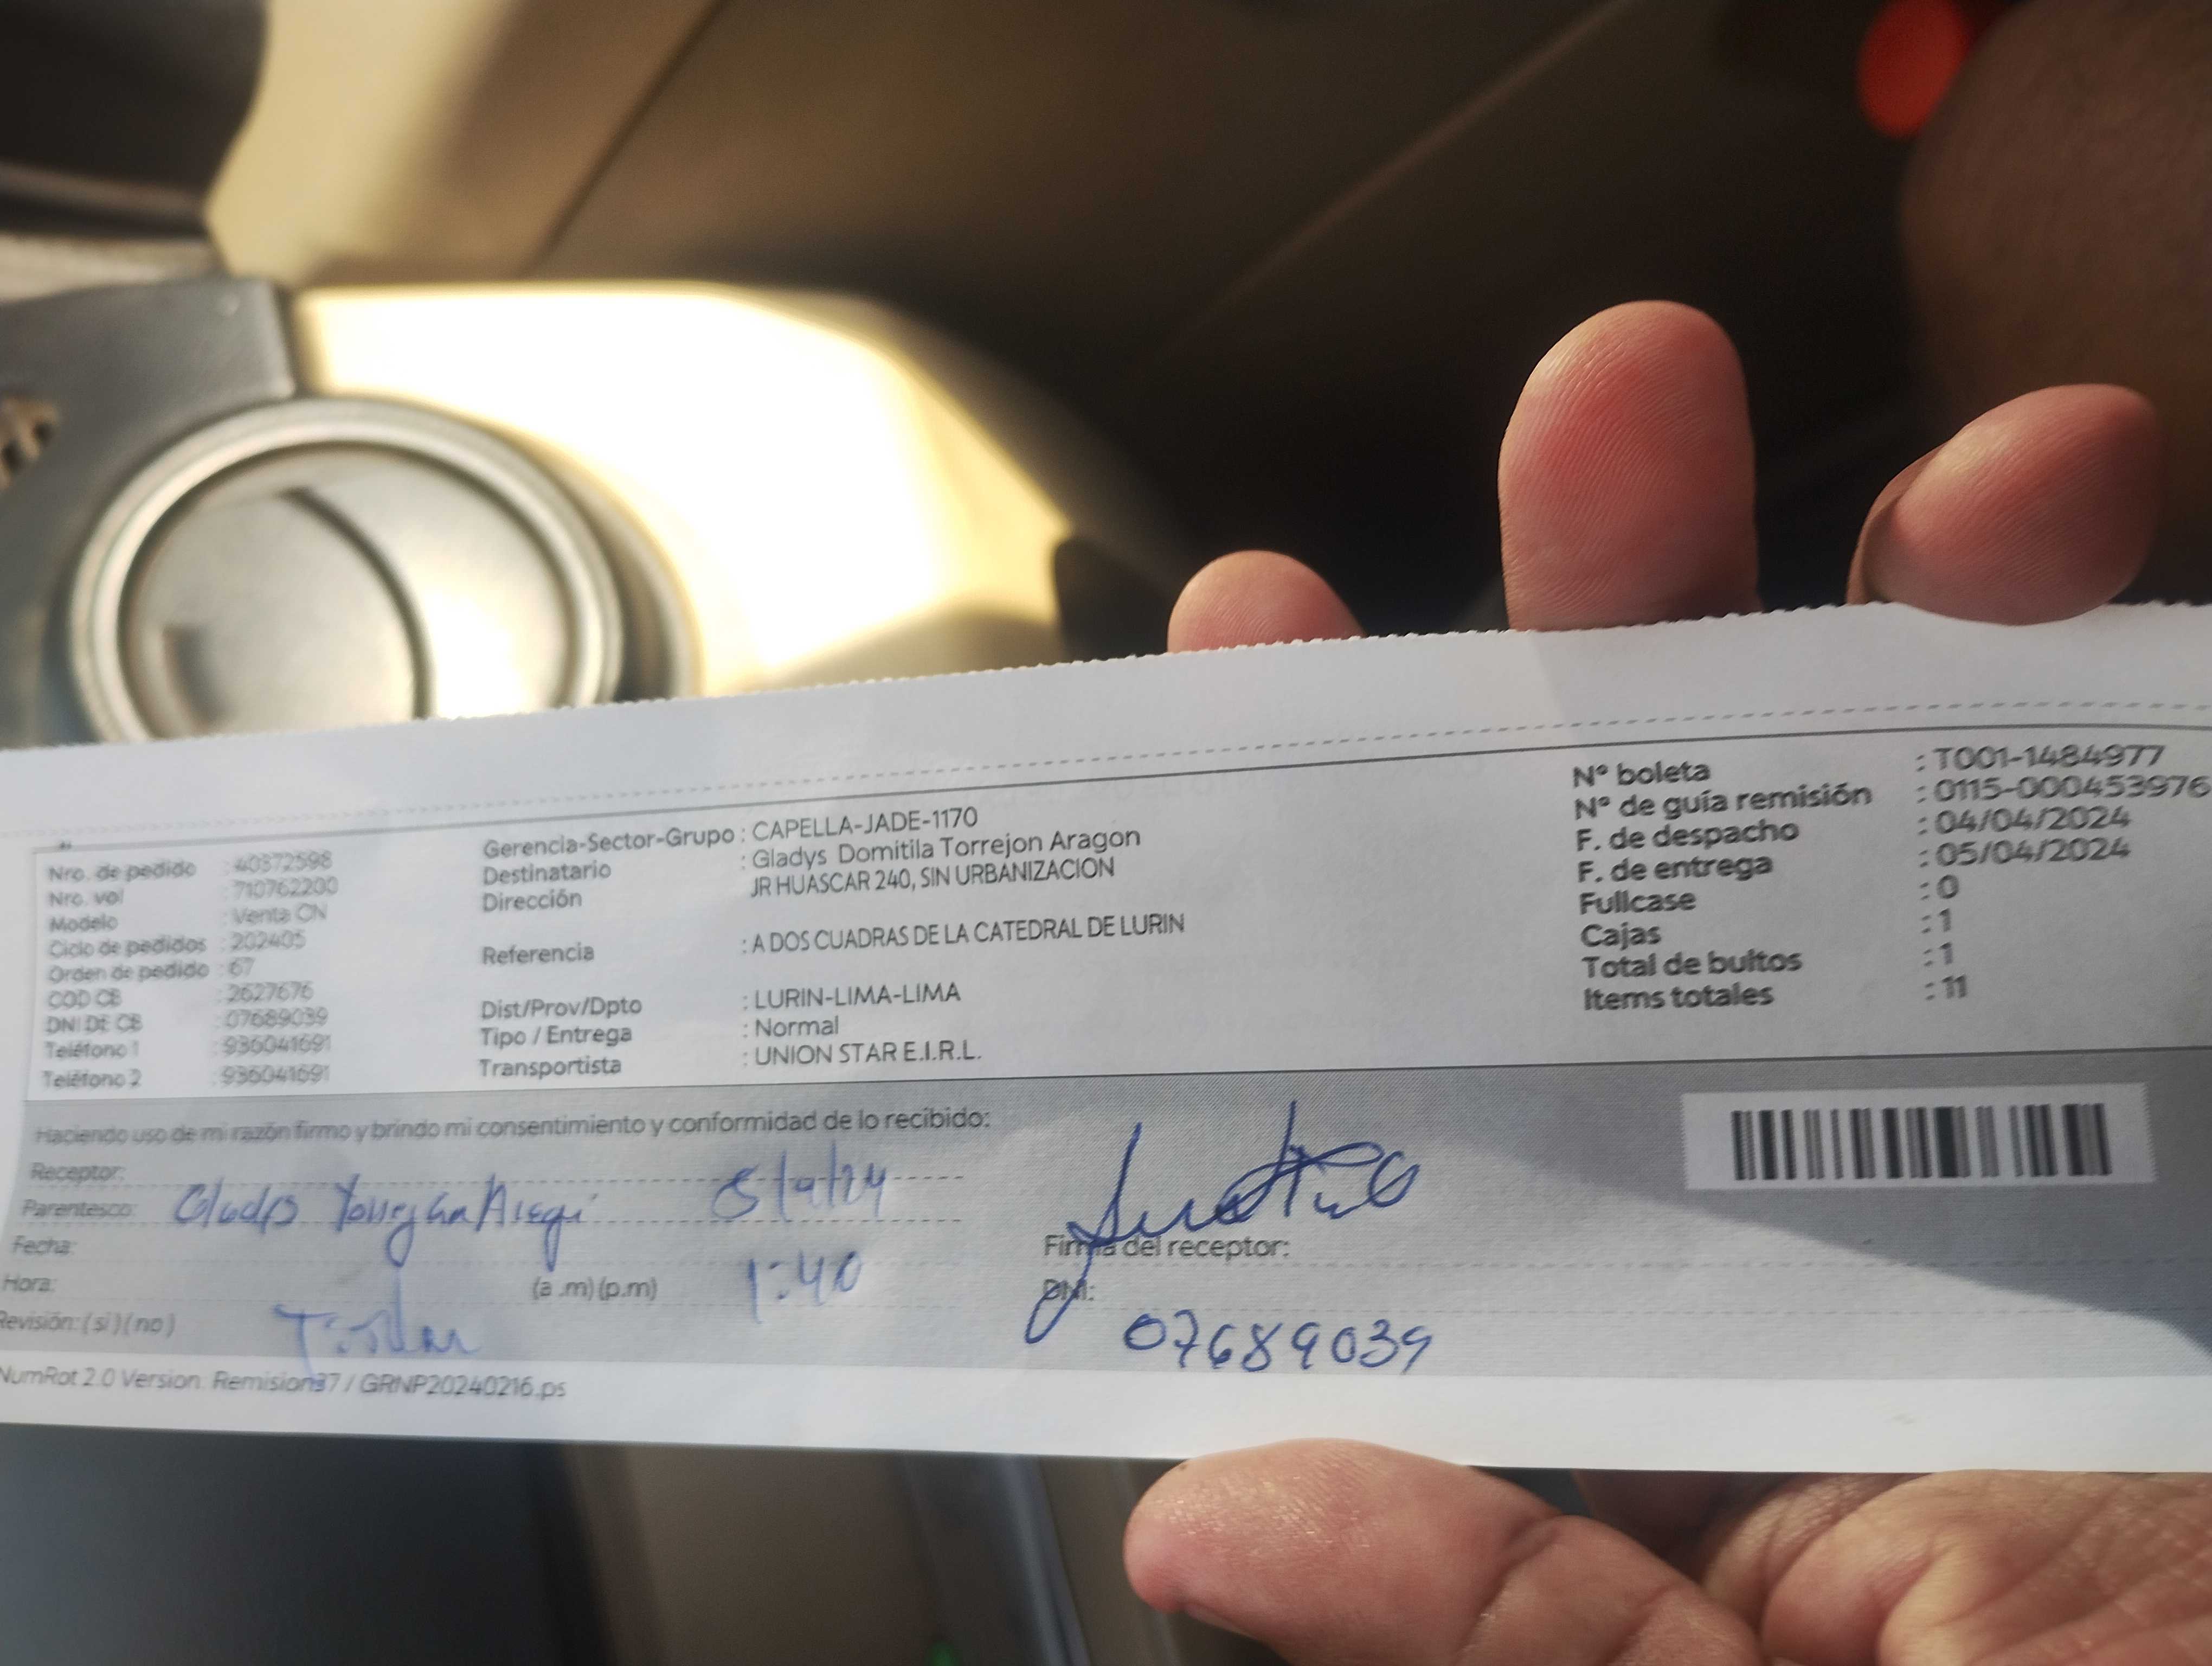 Nro. de pedido : 40372598
Nro. vol : 710762200
Modelo : Venta CN
Ciclo de pedidos : 202405
Orden de pedido : 67
COD CB : 2627676
DNI DE CB : 07689039
Teléfono 1 : 936041691
Teléfono 2 : 936041691
Gerencia-Sector-Grupo : CAPELLA-JADE-1170
Destinatario : Gladys Domitila Torrejon Aragon
Dirección JR HUASCAR 240, SIN URBANIZACION
Referencia : A DOS CUADRAS DE LA CATEDRAL DE LURIN
Dist/Prov/Dpto : LURIN-LIMA-LIMA
Tipo / Entrega : Normal
Transportista : UNION STAR E.I.R.L.
N° boleta : T001-1484977
N° de guía remisión : 0115-000453976
F. de despacho : 04/04/2024
F. de entrega : 05/04/2024
Fullcase : 0
Cajas : 1
Total de bultos : 1
Items totales : 11
Haciendo uso de mi razón firmo y brindo mi consentimiento y conformidad de lo recibido:
Receptor:
Parentesco: Gladys 5/4/24
Fecha:
Hora: (a .m) (p.m) 1:40
Revisión: ( si ) ( no )
Firma del receptor:
DNI:
07689039
NumRot 2.0 Version: Remision37 / GRNP20240216.ps